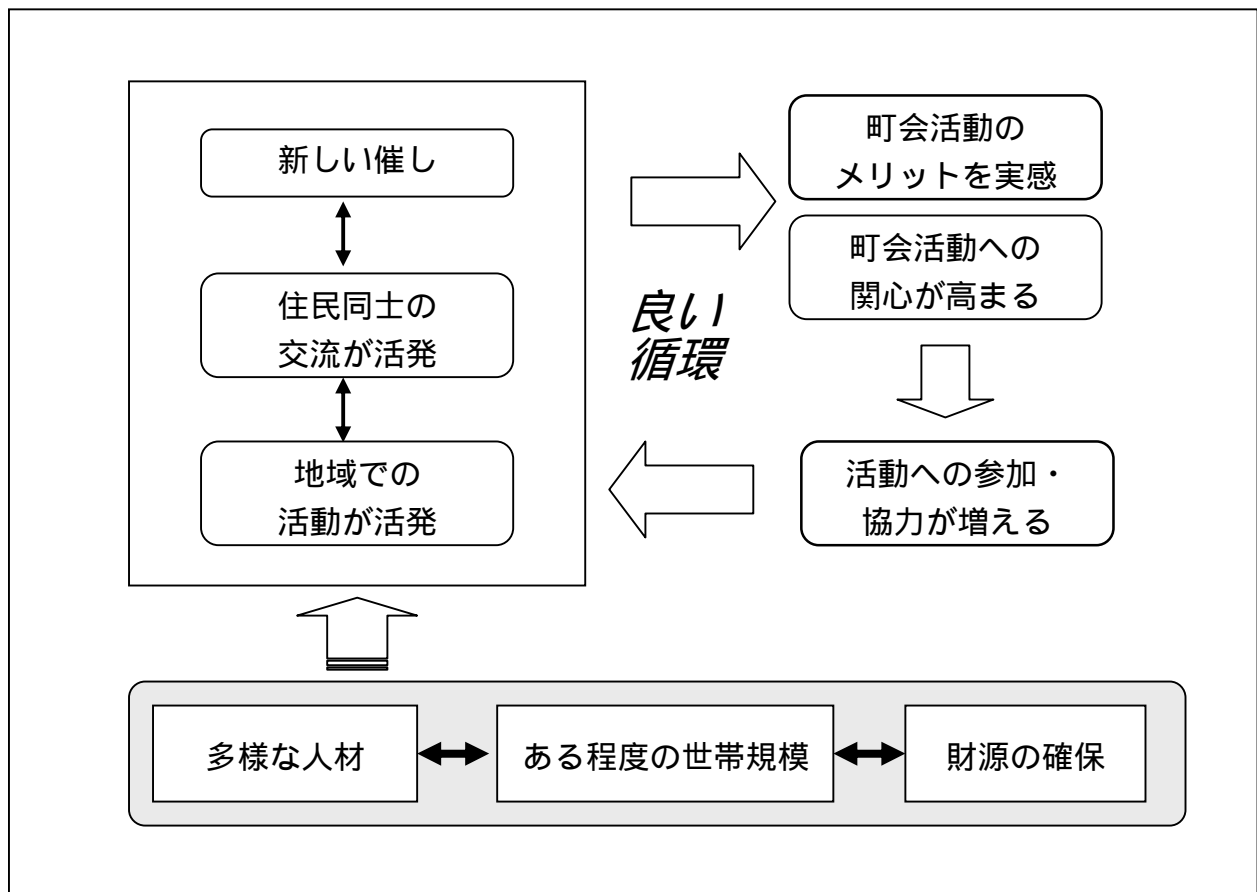 新しい催し
住民同士の
交流が活発
地域での
活動が活発
良い
循環
町会活動の
メリットを実感
町会活動への
関心が高まる
活動への参加・
協力が増える
多様な人材
ある程度の世帯規模
財源の確保